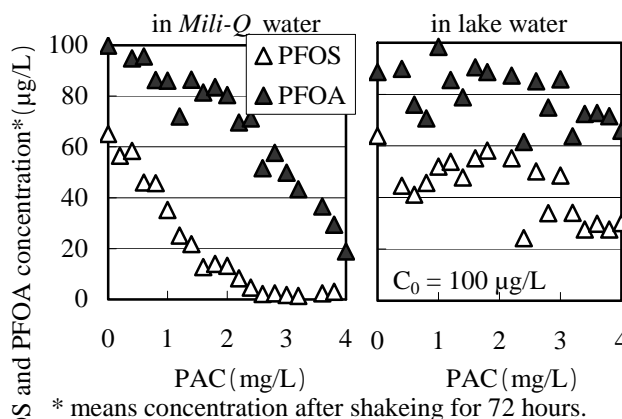 in Mili-Q water
in lake water
OS and PFOA concentration* (µg/L)
100
80
60
40
20
0
PFOS
PFOA
C₀ = 100 µg/L
0 1 2 3 4
0 1 2 3 4
PAC (mg/L)
PAC (mg/L)
* means concentration after shakeing for 72 hours.